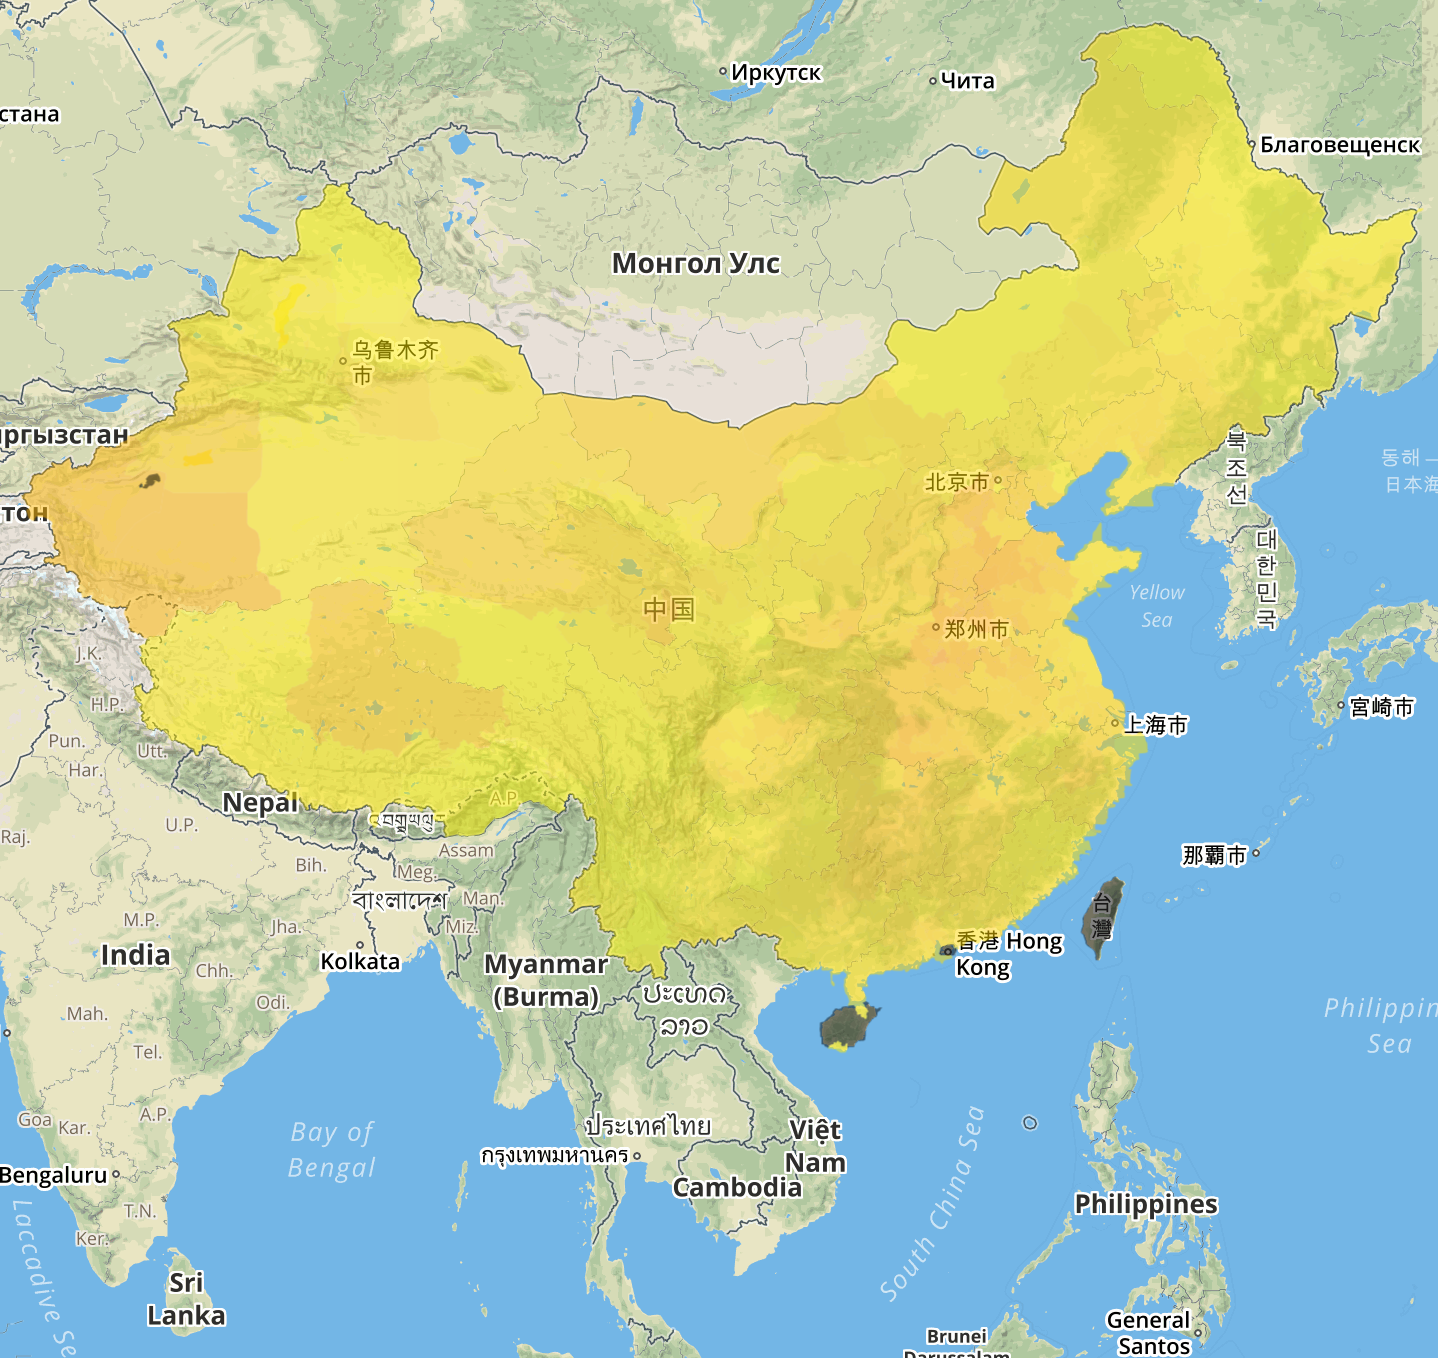 Иркутск
Чита
стана
Благовещенск
Монгол Улс
乌鲁木齐
市
ыргызстан
북
조
선
동해 –
日本海
北京市
тон
대
한
민
국
中国
Yellow
Sea
郑州市
J.K.
H.P.
宮崎市
上海市
Pun.
Utt.
Har.
Nepal
A.P.
U.P.
Raj.
Assam
那覇市
Bih.
Meg.
বাংলাদেশ
Man.
台
灣
M.P.
Jha.
Miz.
India
Kolkata
香港 Hong
Kong
Chh.
Myanmar
(Burma)
Odi.
ປະເທດ
ລາວ
Mah.
Philippin
Sea
Tel.
Goa
Kar.
A.P.
Bay of
Bengal
ประเทศไทย
Việt
Nam
กรุงเทพมหานคร
Bengaluru
Cambodia
South China Sea
Philippines
T.N.
Ker.
Laccadive Se
Sri
Lanka
General
Santos
Brunei
Darussalam